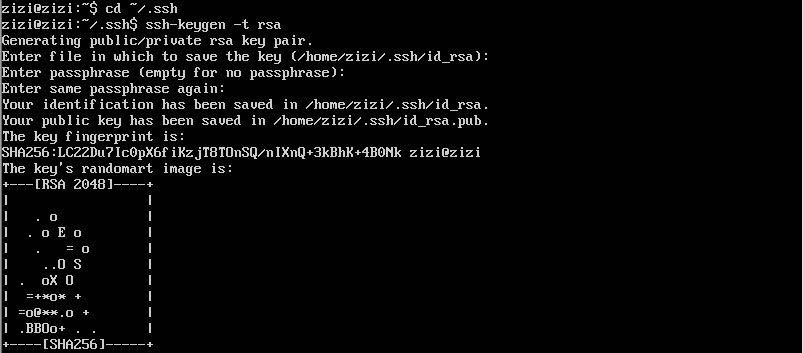 zizi@zizi:~$ cd ~/.ssh
zizi@zizi:~/.ssh$ ssh-keygen -t rsa
Generating public/private rsa key pair.
Enter file in which to save the key (/home/zizi/.ssh/id_rsa):
Enter passphrase (empty for no passphrase):
Enter same passphrase again:
Your identification has been saved in /home/zizi/.ssh/id_rsa.
Your public key has been saved in /home/zizi/.ssh/id_rsa.pub.
The key fingerprint is:
SHA256:LC22Du7Ic0pX6fiKzjT8TOnSQ/nIXnQ+3kBhK+4B0Nk zizi@zizi
The key's randomart image is:
+---[RSA 2048]----+
|                 |
|    . o          |
|   . o E o       |
|    .   = o      |
|     ..O S       |
| .  oX O         |
|  =+*o* +        |
| =o@**.o +       |
| .BBOo+ . .      |
+----[SHA256]-----+